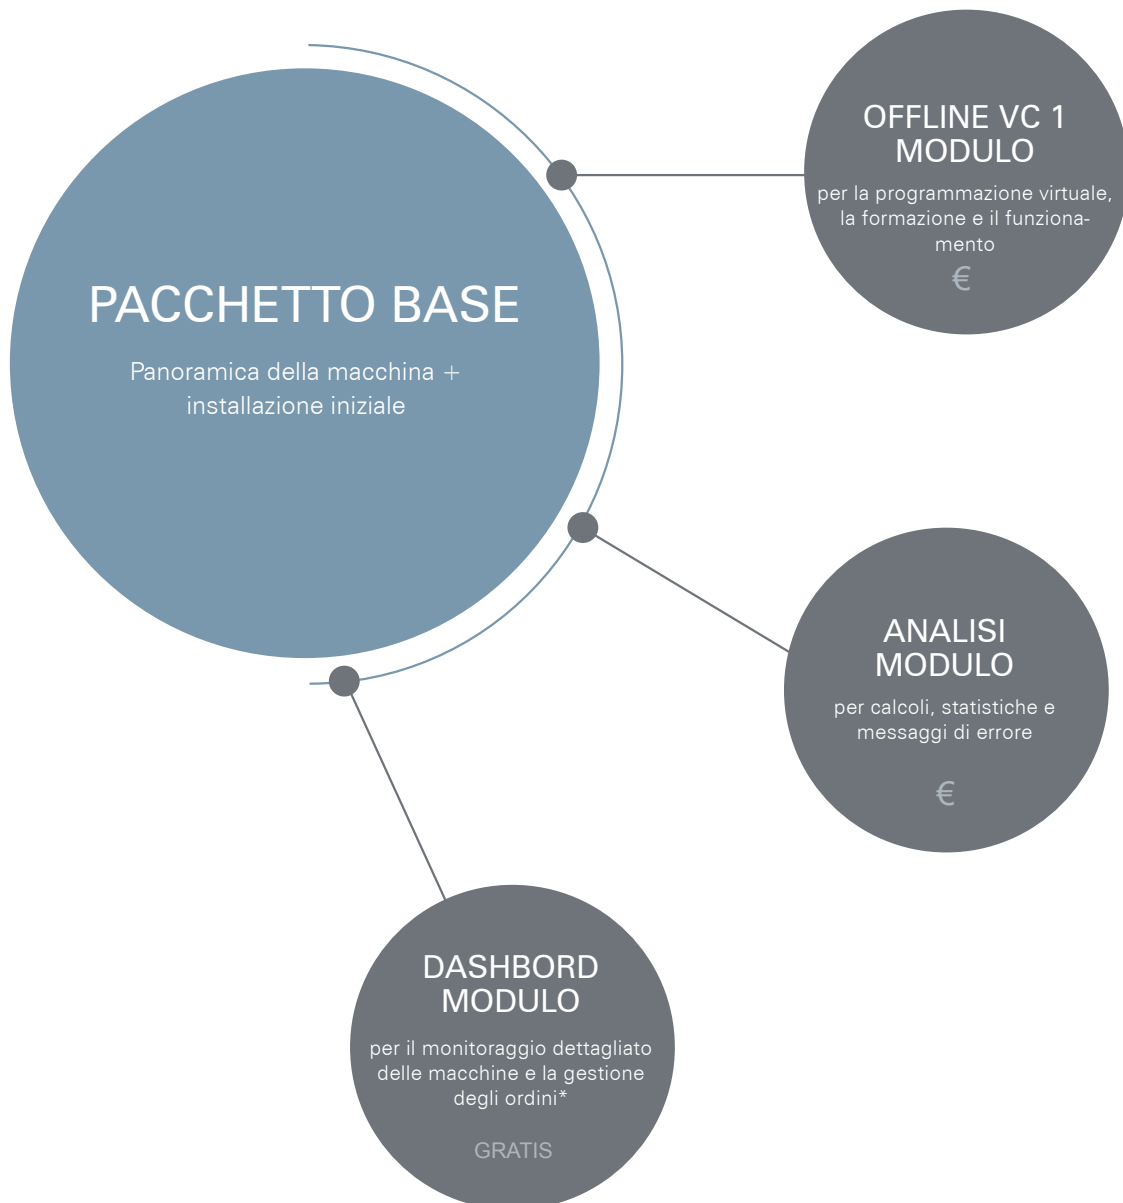 PACCHETTO BASE
Panoramica della macchina +
installazione iniziale
OFFLINE VC 1
MODULO
per la programmazione virtuale,
la formazione e il funziona-
mento
€
ANALISI
MODULO
per calcoli, statistiche e
messaggi di errore
€
DASHBORD
MODULO
per il monitoraggio dettagliato
delle macchine e la gestione
degli ordini*
GRATIS